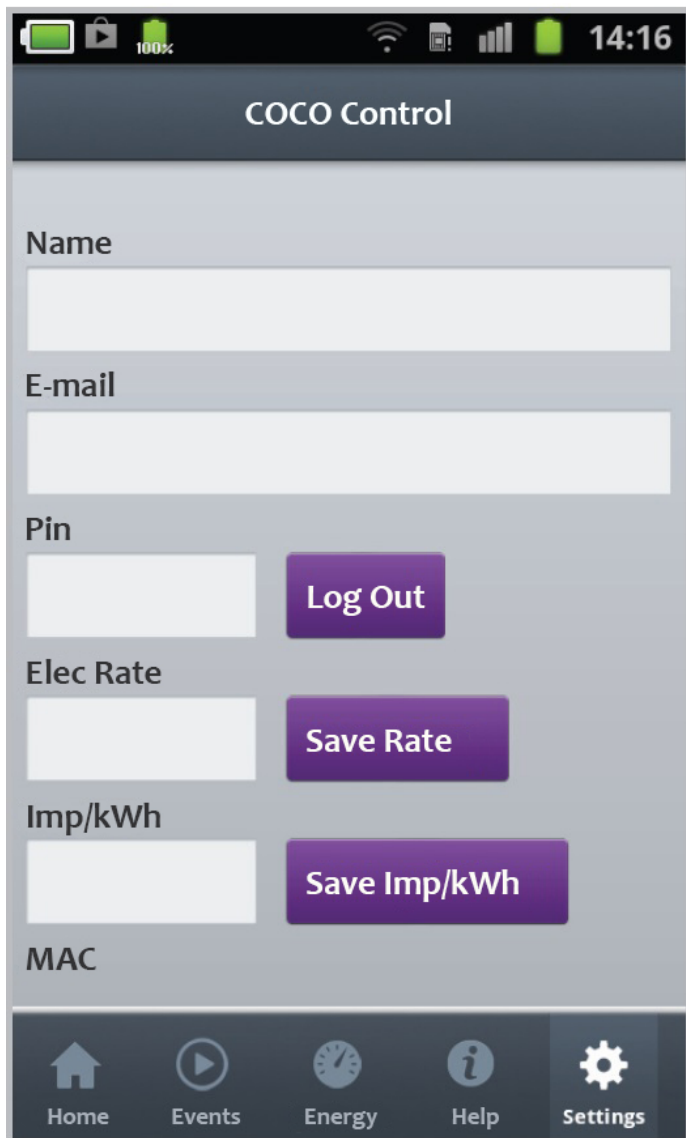 100%
14:16
COCO Control
Name
E-mail
Pin
Log Out
Elec Rate
Save Rate
Imp/kWh
Save Imp/kWh
MAC
Home Events Energy Help Settings